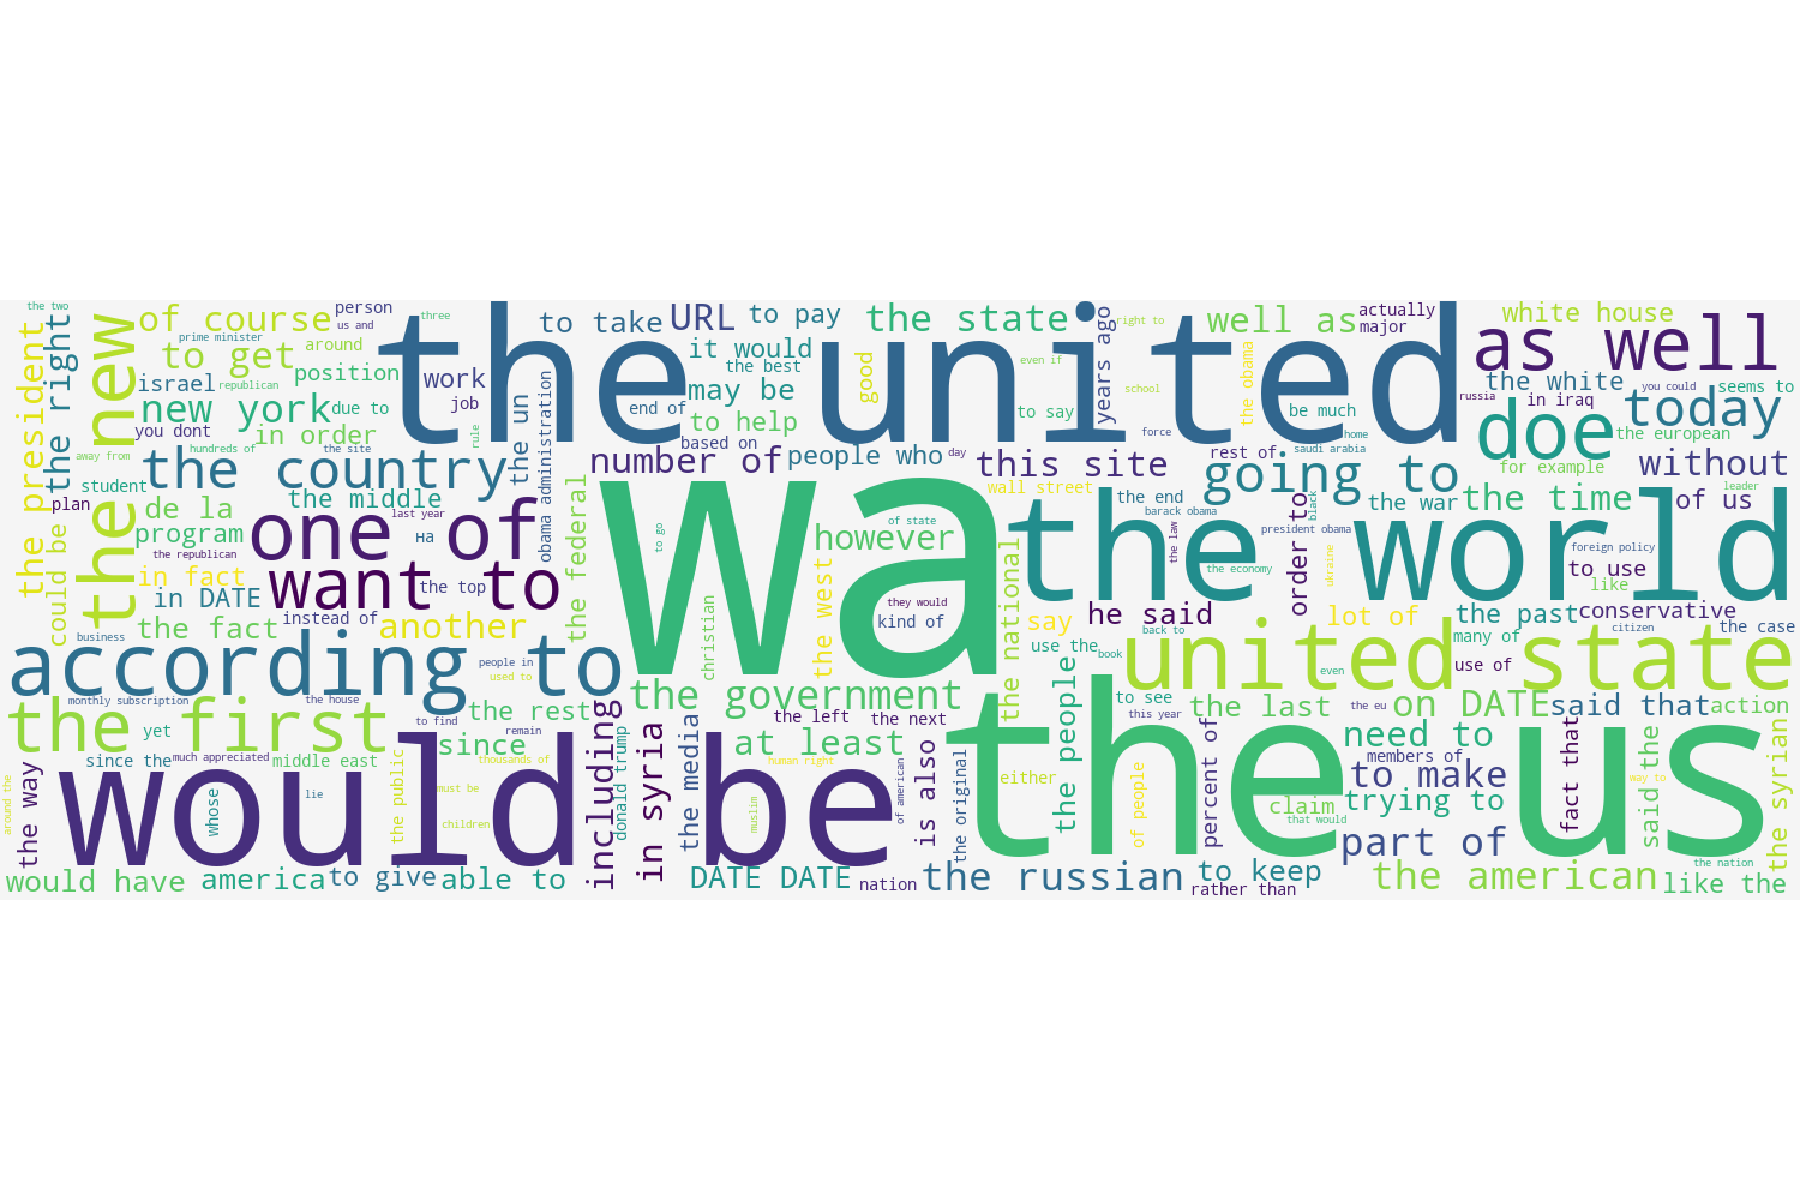 the two
the president
the right
the new
of course
person
us and
three
prime minister
to get
around
israel
republican
position
new york
due to
work
job
you dont
in order
rule
away from
hundreds of
the site
the country
the un
obama administration
student
plan
could be
de la
the middle
program
last year
one of
на
the republican
in fact
want to
the top
in DATE
instead of
the fact
another
business
according to
people in
used to
monthly subscription
the house
the first
to find
the rest
remain
yet
since
since the
much appreciated
middle east
thousands of
the way
around the
would be
whose
lie
the public
must be
children
would have
america
to give
able to
the united
to take
URL
to pay
the state
it would
the best
may be
good
to help
end of
based on
number of
people who
day
this site
to say
even if
years ago
right to
school
force
well as
actually
major
the obama
be much
home
saudi arabia
rest of
white house
as well
the white
you could
seems to
russia
in iraq
today
doe
the european
going to
for example
without
leader
wa
the federal
to go
of state
however
wall street
the end
barack obama
black
the war
the time
of us
the law
president obama
order to
the world
foreign policy
to use
like
the economy
ukraine
the west
the national
christian
they would
kind of
say
he said
back to
lot of
the past
conservative
citizen
the case
use the
book
united state
many of
use of
even
the government
including
the left
the next
the people
to see
this year
the last
the eu
on DATE
said that
action
donald trump
in syria
the media
at least
human right
muslim
of american
is also
the original
either
the us
of people
percent of
claim
that would
need to
members of
to make
trying to
part of
fact that
said the
way to
the syrian
DATE DATE
nation
the russian
to keep
rather than
the american
the nation
like the